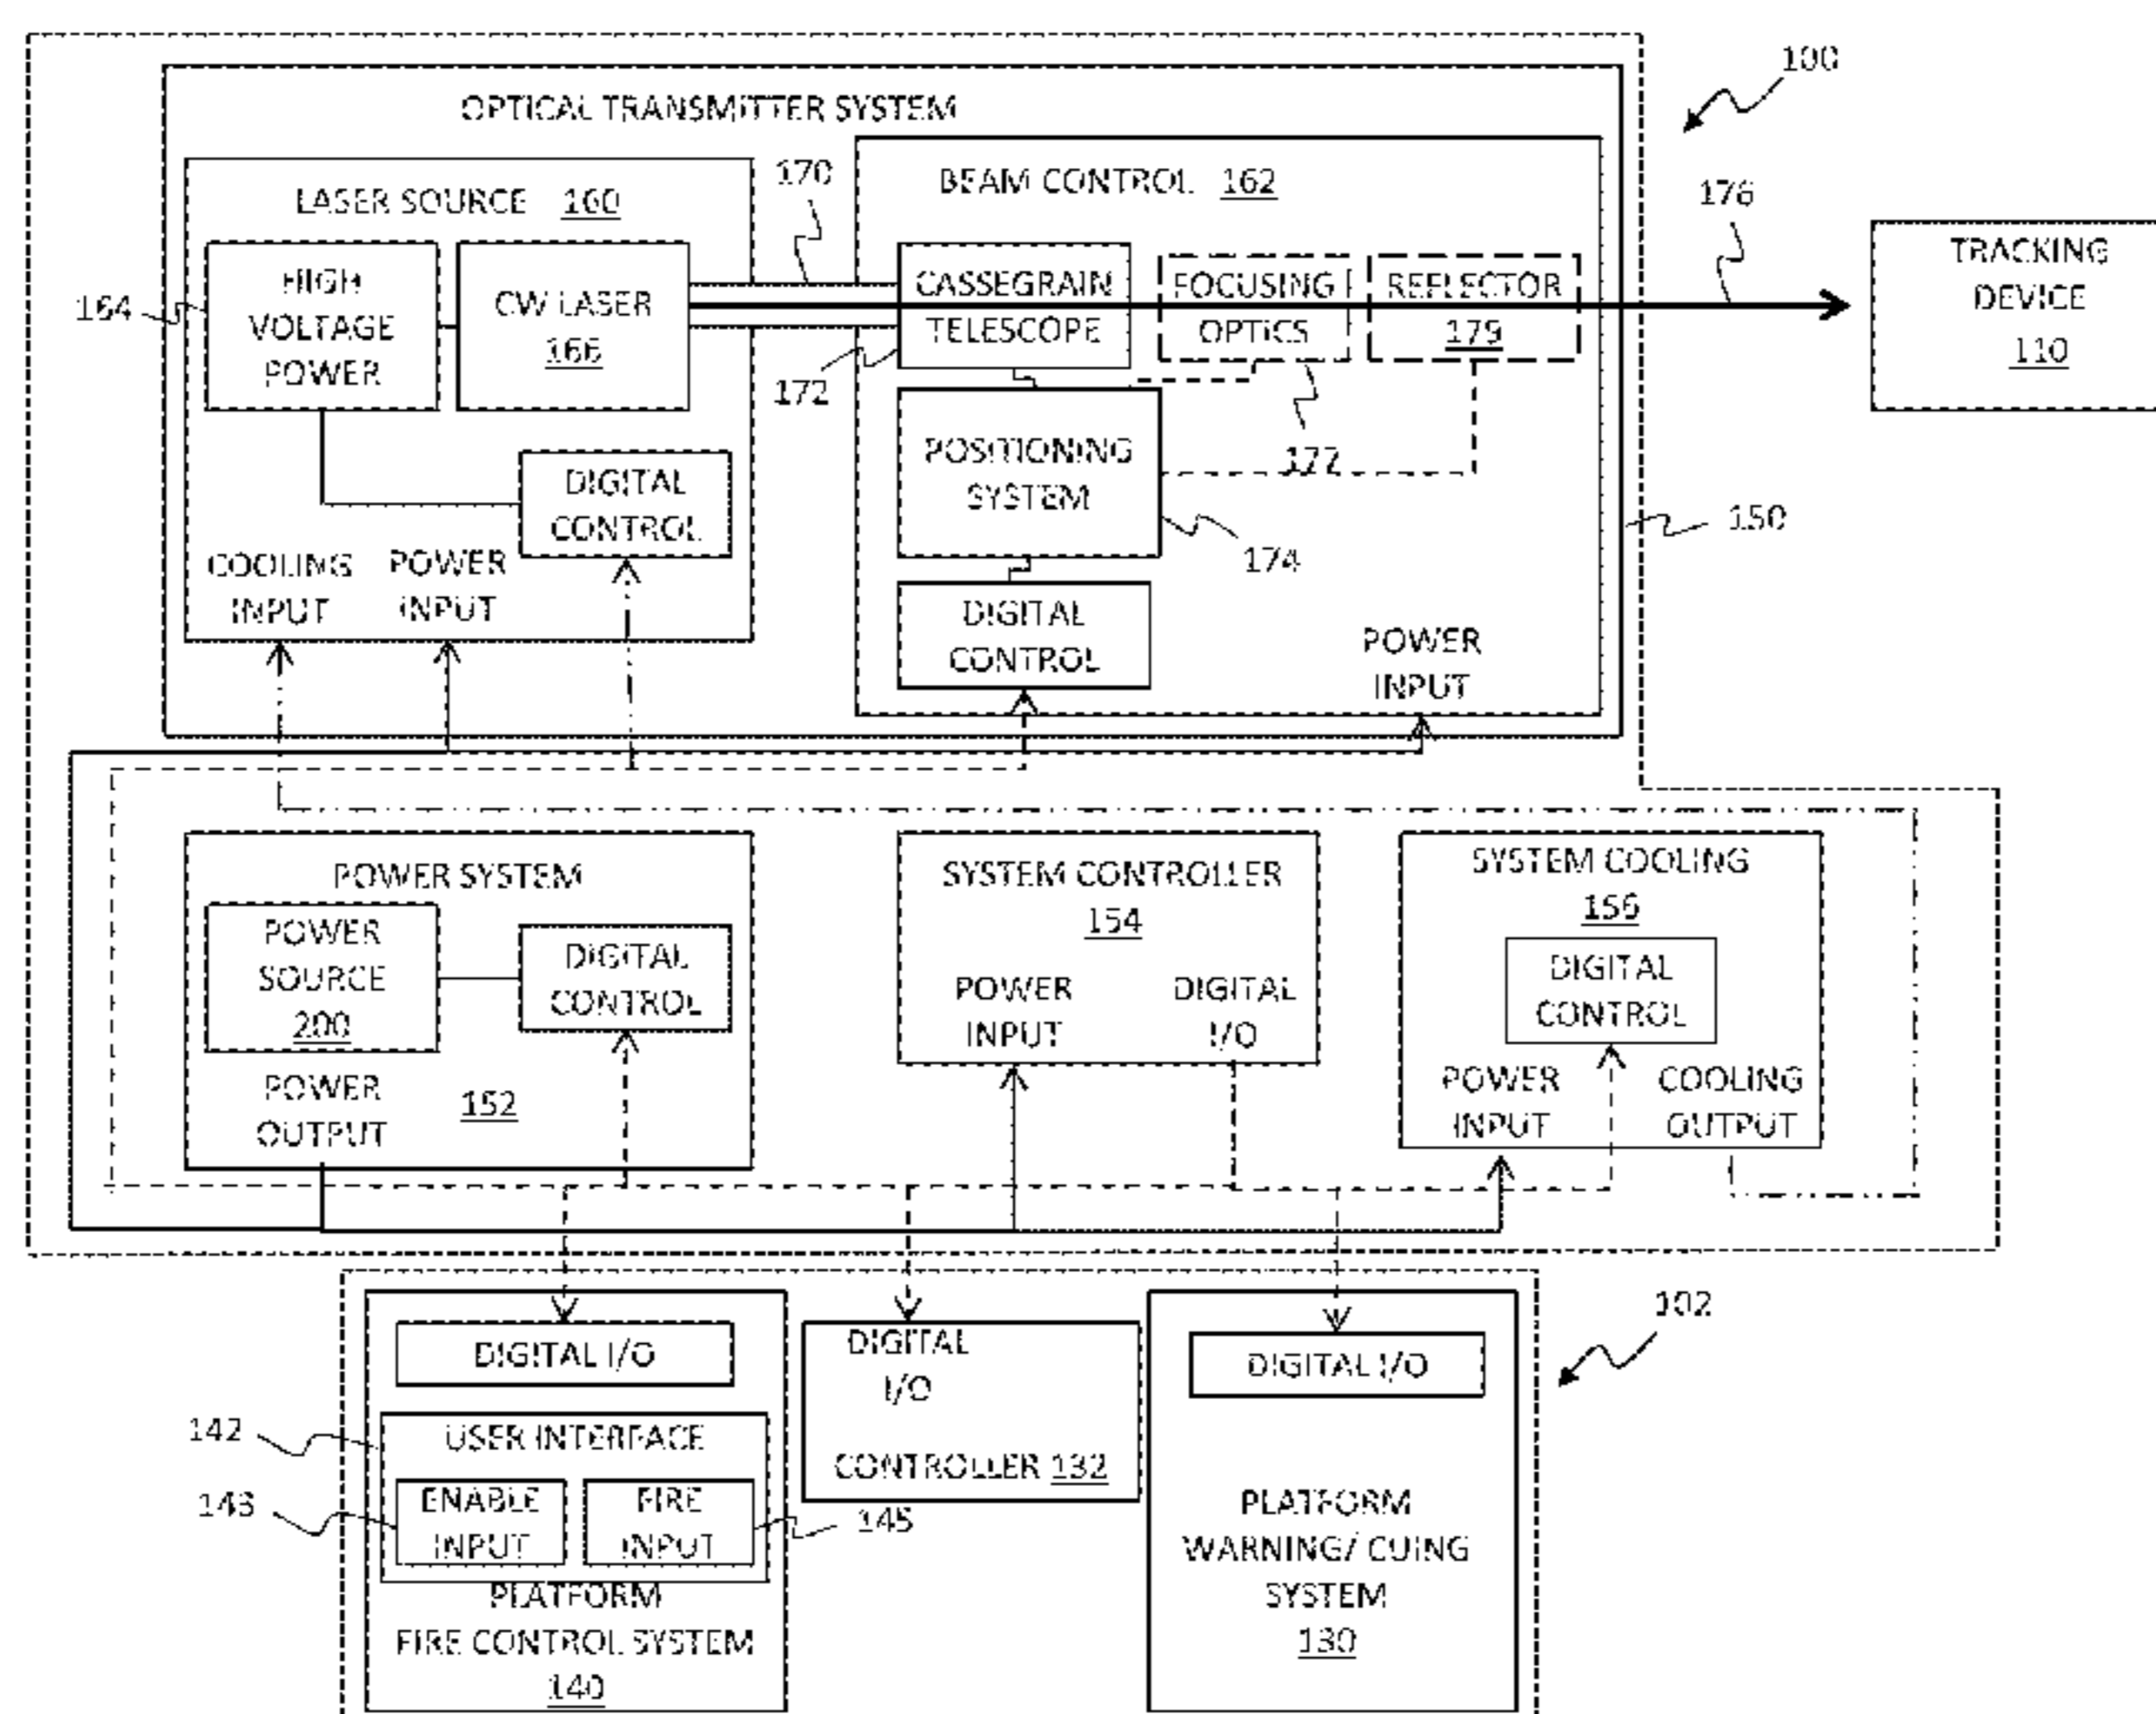 100
OPTICAL TRANSMITTER SYSTEM
LASER SOURCE 160
170
BEAM CONTROL 162
176
164
HIGH
VOLTAGE
POWER
CW LASER
166
CASSEGRAIN
TELESCOPE
FOCUSING
OPTICS
REFLECTOR
179
TRACKING
DEVICE
110
172
177
POSITIONING
SYSTEM
174
150
DIGITAL
CONTROL
COOLING
INPUT
POWER
INPUT
DIGITAL
CONTROL
POWER
INPUT
POWER SYSTEM
POWER
SOURCE
200
DIGITAL
CONTROL
POWER
OUTPUT
152
SYSTEM CONTROLLER
154
POWER
INPUT
DIGITAL
I/O
SYSTEM COOLING
156
DIGITAL
CONTROL
POWER
INPUT
COOLING
OUTPUT
102
DIGITAL I/O
142
USER INTERFACE
143
ENABLE
INPUT
FIRE
INPUT
145
PLATFORM
FIRE CONTROL SYSTEM
140
DIGITAL
I/O
CONTROLLER 132
DIGITAL I/O
PLATFORM
WARNING/ CUING
SYSTEM
130